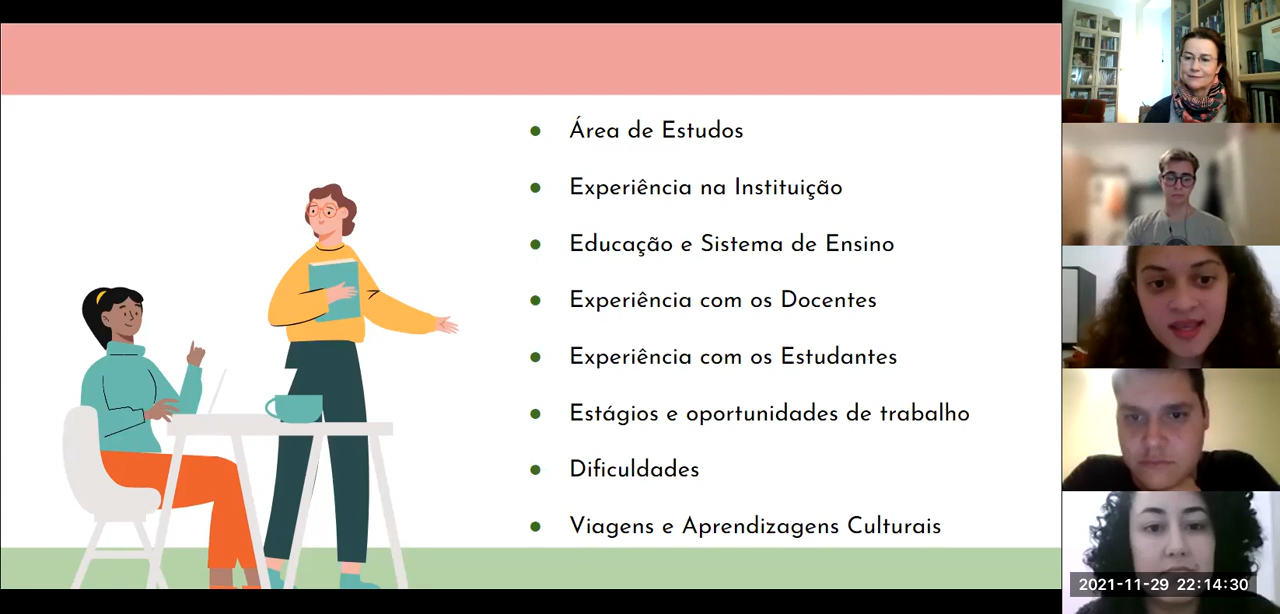 Área de Estudos
Experiência na Instituição
Educação e Sistema de Ensino
Experiência com os Docentes
Experiência com os Estudantes
Estágios e oportunidades de trabalho
Dificuldades
Viagens e Aprendizagens Culturais
2021-11-29 22:14:30